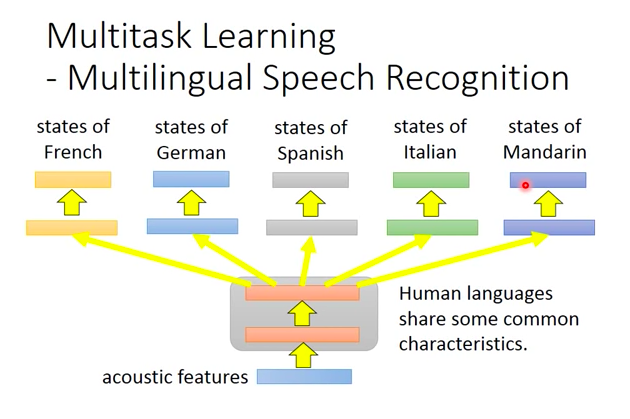 Multitask Learning
- Multilingual Speech Recognition
states of French
states of German
states of Spanish
states of Italian
states of Mandarin
Human languages
share some common
characteristics.
acoustic features